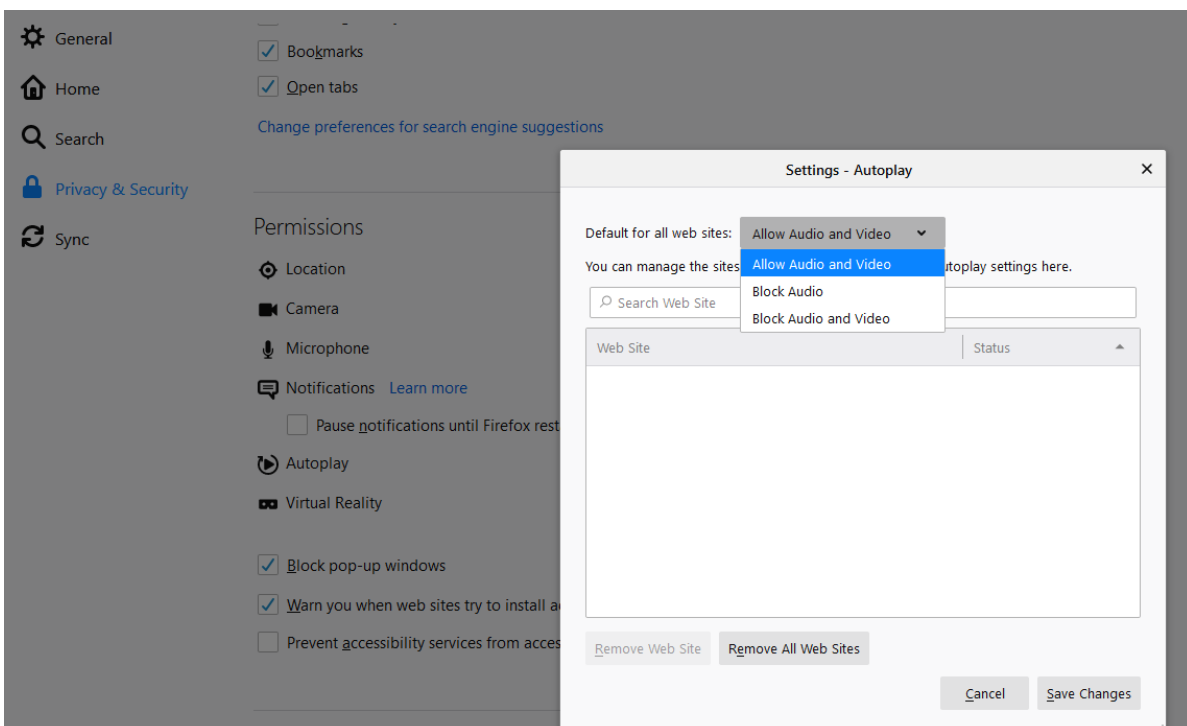 General
Home
Search
Privacy & Security
Sync
Bookmarks
Open tabs
Change preferences for search engine suggestions
Permissions
Location
Camera
Microphone
Notifications Learn more
Pause notifications until Firefox rest
Autoplay
Virtual Reality
Block pop-up windows
Warn you when web sites try to install a
Prevent accessibility services from acces
Settings - Autoplay
Default for all web sites: Allow Audio and Video
Allow Audio and Video
Block Audio
Block Audio and Video
You can manage the sites utoplay settings here.
Search Web Site
Web Site Status
Remove Web Site Remove All Web Sites
Cancel Save Changes